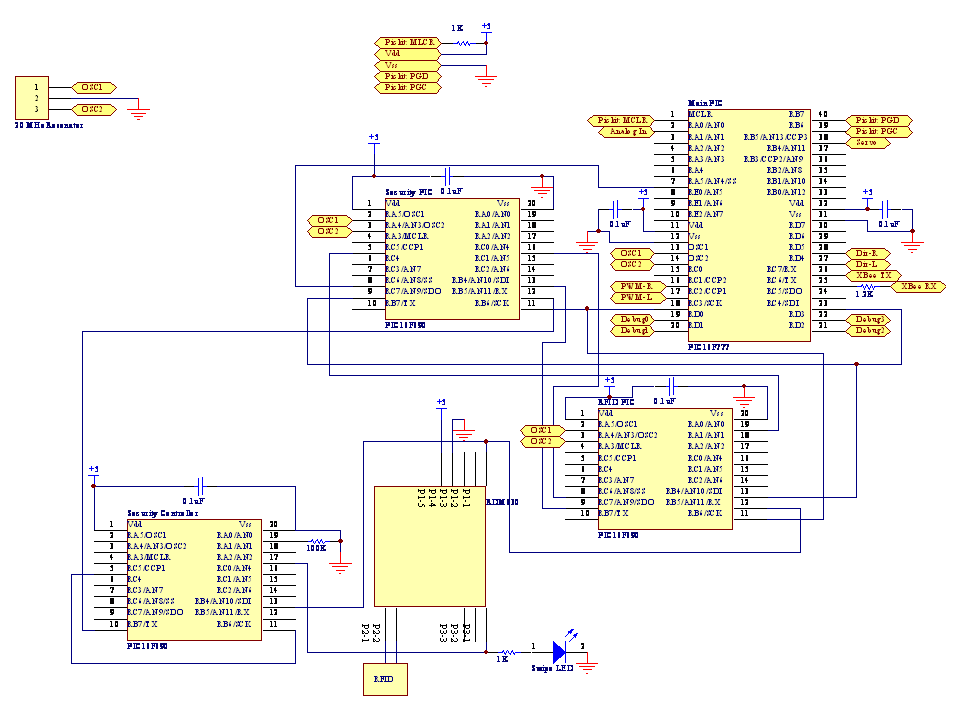 1K
+5
Pickit MLCR
Vdd
Vss
Pickit PGD
Pickit PGC
1
2
3
OSC1
OSC2
20 MHz Resonator
Main PIC
Pickit MCLR
Analog In
1 MCLR RB7 40
2 RA0/AN0 RB6 39
3 RA1/AN1 RB5/AN13/CCP3 38
4 RA2/AN2 RB4/AN11 37
5 RA3/AN3 RB3/CCP2/AN9 36
6 RA4 RB2/AN8 35
7 RA5/AN4/SS RB1/AN10 34
8 RE0/AN5 RB0/AN12 33
9 RE1/AN6 Vdd 32
10 RE2/AN7 Vss 31
11 Vdd RD7 30
12 Vss RD6 29
13 OSC1 RD5 28
14 OSC2 RD4 27
15 RC0 RC7/RX 26
16 RC1/CCP2 RC6/TX 25
17 RC2/CCP1 RC5/SDO 24
18 RC3/SCK RC4/SDI 23
19 RD0 RD3 22
20 RD1 RD2 21
Pickit PGD
Pickit PGC
Servo
+5
0.1uF
+5
0.1uF
OSC1
OSC2
PWM-R
PWM-L
Debug0
Debug1
Dir-R
Dir-L
XBee TX
XBee RX
Debug3
Debug2
+5
0.1uF
Security PIC
OSC1
OSC2
1 Vdd Vss 20
2 RA5/OSC1 RA0/AN0 19
3 RA4/AN3/OSC2 RA1/AN1 18
4 RA3/MCLR RA2/AN2 17
5 RC5/CCP1 RC0/AN4 16
6 RC4 RC1/AN5 15
7 RC3/AN7 RC2/AN6 14
8 RC6/AN8/SS RB4/AN10/SDI 13
9 RC7/AN9/SDO RB5/AN11/RX 12
10 RB7/TX RB6/SCK 11
PIC16F690
+5
0.1uF
RFID PIC
OSC1
OSC2
1 Vdd Vss 20
2 RA5/OSC1 RA0/AN0 19
3 RA4/AN3/OSC2 RA1/AN1 18
4 RA3/MCLR RA2/AN2 17
5 RC5/CCP1 RC0/AN4 16
6 RC4 RC1/AN5 15
7 RC3/AN7 RC2/AN6 14
8 RC6/AN8/SS RB4/AN10/SDI 13
9 RC7/AN9/SDO RB5/AN11/RX 12
10 RB7/TX RB6/SCK 11
PIC16F690
+5
P1-5
P1-4
P1-3
P1-2
P1-1
P2-1
P2-2
P3-3
P3-2
P3-1
RFID
1K
1
2
Swipe LED
+5
0.1uF
Security Controller
1 Vdd Vss 20
2 RA5/OSC1 RA0/AN0 19
3 RA4/AN3/OSC2 RA1/AN1 18
4 RA3/MCLR RA2/AN2 17
5 RC5/CCP1 RC0/AN4 16
6 RC4 RC1/AN5 15
7 RC3/AN7 RC2/AN6 14
8 RC6/AN8/SS RB4/AN10/SDI 13
9 RC7/AN9/SDO RB5/AN11/RX 12
10 RB7/TX RB6/SCK 11
PIC16F690
100K